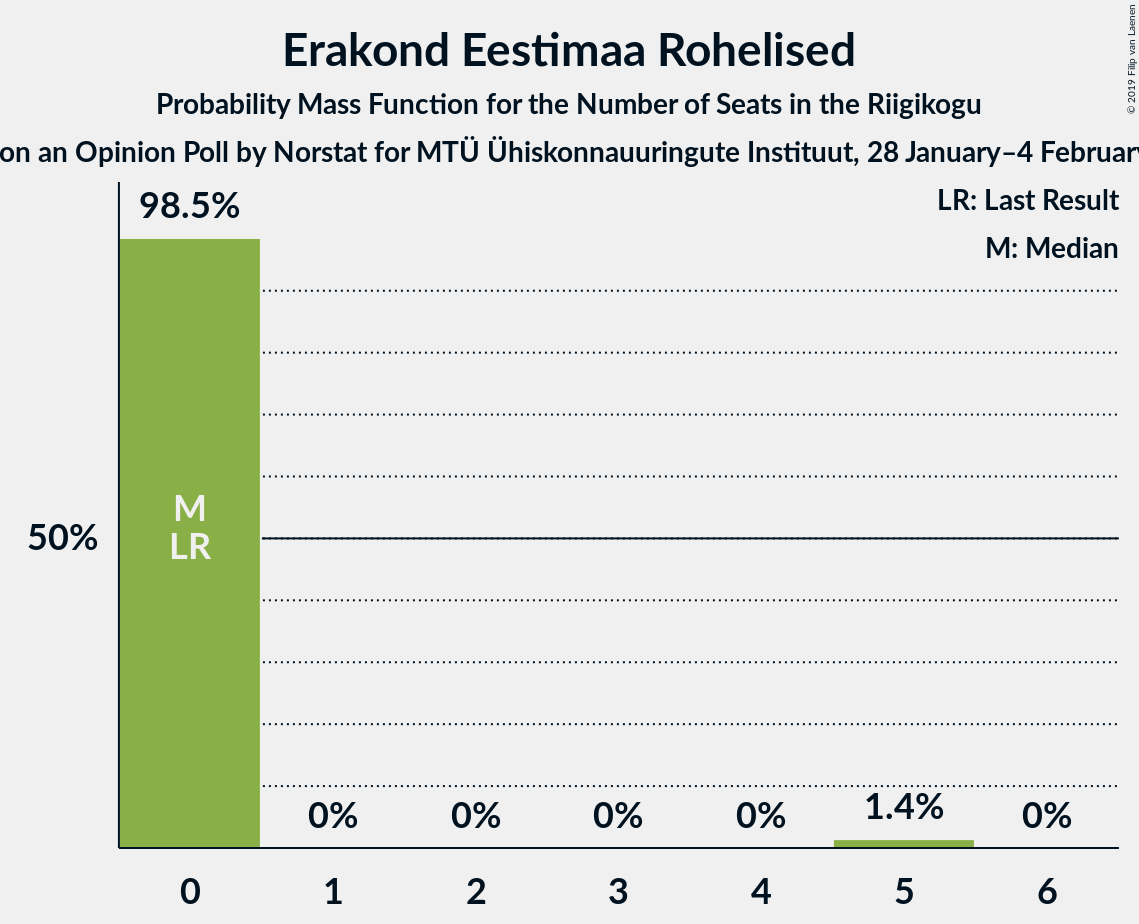 Erakond Eestimaa Rohelised
Probability Mass Function for the Number of Seats in the Riigikogu
on an Opinion Poll by Norstat for MTÜ Ühiskonnauuringute Instituut, 28 January–4 February
© 2019 Filip van Laenen
LR: Last Result
M: Median
98.5%
M
LR
50%
0% 0% 0% 0% 1.4% 0%
0 1 2 3 4 5 6